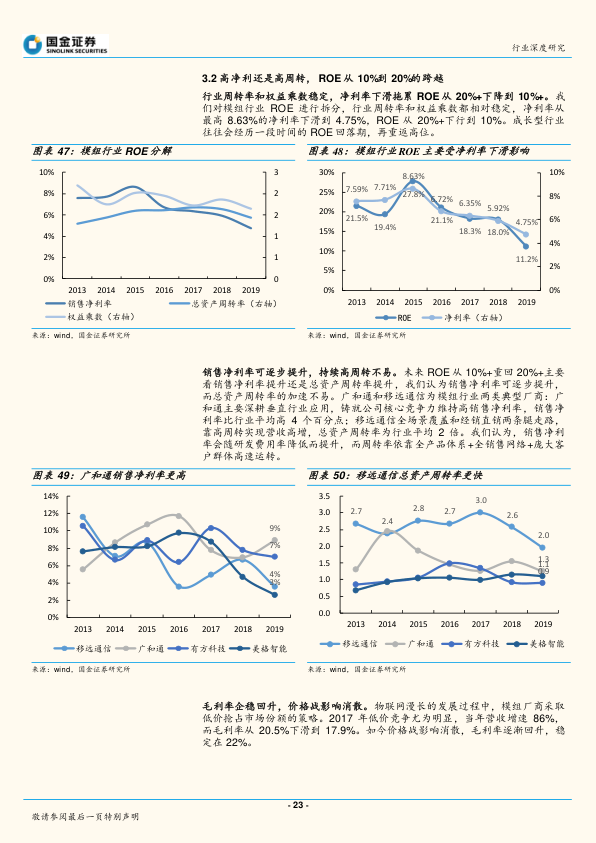 国金证券
SINOLINK SECURITIES
行业深度研究
3.2 高净利还是高周转，ROE 从 10%到 20%的跨越
行业周转率和权益乘数稳定，净利率下滑拖累 ROE 从 20%+下降到 10%+。我
们对模组行业 ROE 进行拆分，行业周转率和权益乘数都相对稳定，净利率从
最高 8.63%的净利率下滑到 4.75%，ROE 从 20%+下行到 10%。成长型行业
往往会经历一段时间的 ROE 回落期，再重返高位。
图表 47：模组行业 ROE 分解
10%
8%
6%
4%
2%
0%
3
2
2
1
1
0
2013 2014 2015 2016 2017 2018 2019
销售净利率
总资产周转率（右轴）
权益乘数（右轴）
来源：wind，国金证券研究所
图表 48：模组行业ROE 主要受净利率下滑影响
30%
25%
20%
15%
10%
5%
0%
10%
8%
6%
4%
2%
0%
7.59% 7.71% 8.63% 6.72% 6.35% 5.92% 4.75%
21.5% 19.4% 27.8% 21.1% 18.3% 18.0% 11.2%
2013 2014 2015 2016 2017 2018 2019
ROE 净利率（右轴）
来源：wind，国金证券研究所
销售净利率可逐步提升，持续高周转不易。未来 ROE 从 10%+重回 20%+主要
看销售净利率提升还是总资产周转率提升，我们认为销售净利率可逐步提升，
而总资产周转率的加速不易。广和通和移远通信为模组行业两类典型厂商：广
和通主要深耕垂直行业应用，铸就公司核心竞争力维持高销售净利率，销售净
利率比行业平均高 4 个百分点；移远通信全场景覆盖和经销直销两条腿走路，
靠高周转实现营收高增，总资产周转率为行业平均 2 倍。我们认为，销售净利
率会随研发费用率降低而提升，而周转率依靠全产品体系+全销售网络+庞大客
户群体高速运转。
图表 49：广和通销售净利率更高
14%
12%
10%
8%
6%
4%
2%
0%
9%
7%
4%
3%
2013 2014 2015 2016 2017 2018 2019
移远通信 广和通 有方科技 美格智能
来源：wind，国金证券研究所
图表 50：移远通信总资产周转率更快
3.5
3.0
2.5
2.0
1.5
1.0
0.5
0.0
2.7 2.4 2.8 2.7 3.0 2.6 2.0
1.3
1.1
0.9
2013 2014 2015 2016 2017 2018 2019
移远通信 广和通 有方科技 美格智能
来源：wind，国金证券研究所
毛利率企稳回升，价格战影响消散。物联网漫长的发展过程中，模组厂商采取
低价抢占市场份额的策略。2017 年低价竞争尤为明显，当年营收增速 86%，
而毛利率从 20.5%下滑到 17.9%。如今价格战影响消散，毛利率逐渐回升，稳
定在 22%。
- 23 -
敬请参阅最后一页特别声明